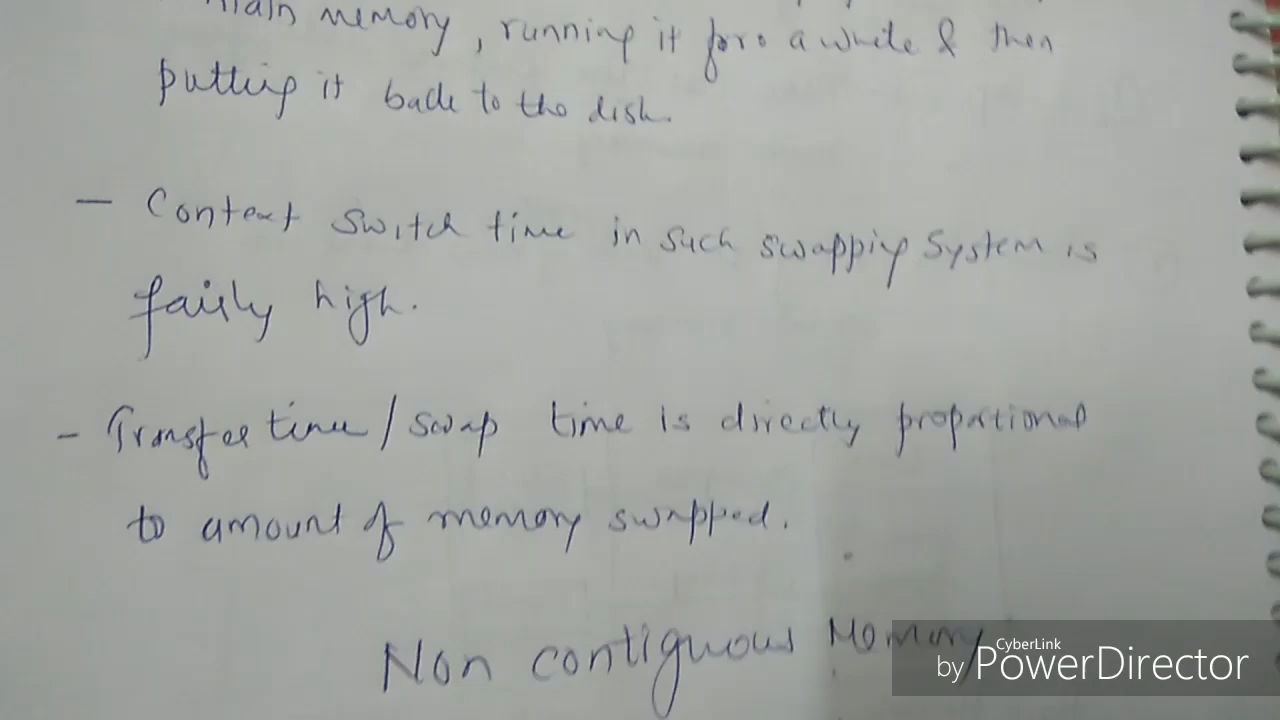 main memory, running it for a while & then
putting it back to the disk.
- Context switch time in such swapping system is
fairly high.
- Transfer time / swap time is directly proportional
to amount of memory swapped.
Non contiguous Memory
CyberLink
by PowerDirector